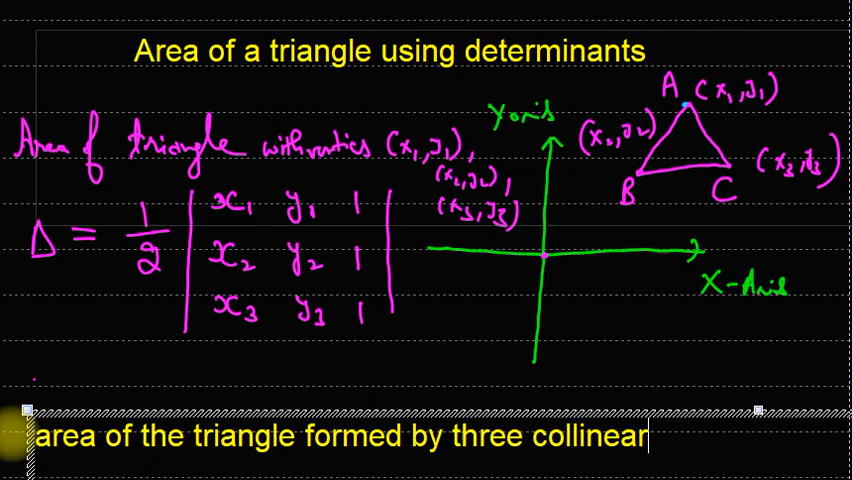 Area of a triangle using determinants
Area of triangle with vertics (x₁,y₁),
(x₂,y₂),
(x₃,y₃)
Δ = 1/2 | x₁ y₁ 1 |
| x₂ y₂ 1 |
| x₃ y₃ 1 |
Y axis
A (x₁,y₁)
(x₂,y₂)
B
C (x₃,y₃)
X-Axis
area of the triangle formed by three collinear